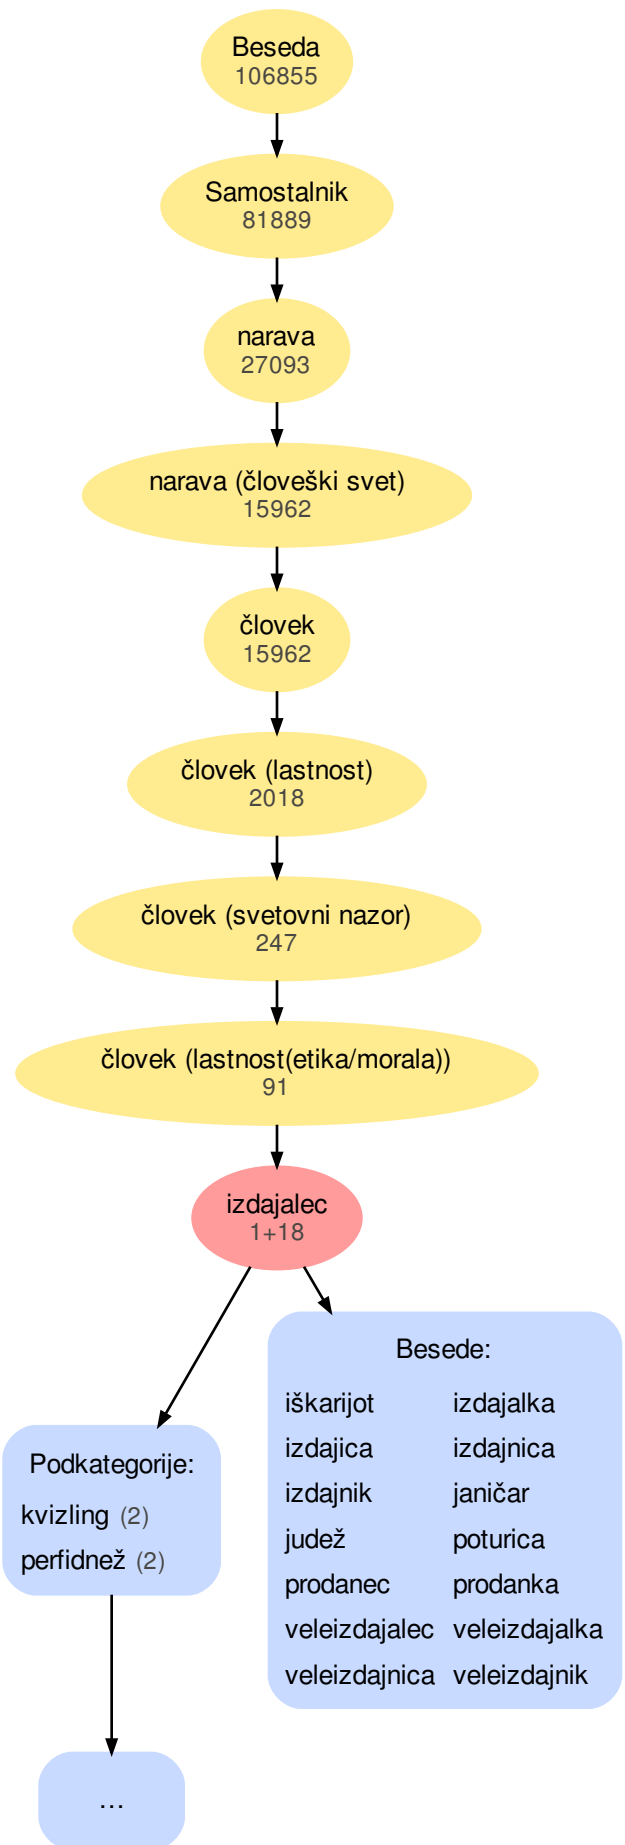 Beseda
106855
Samostalnik
81889
narava
27093
narava (človeški svet)
15962
človek
15962
človek (lastnost)
2018
človek (svetovni nazor)
247
človek (lastnost(etika/morala))
91
izdajalec
1+18
Besede:
iškarijot izdajalka
izdajica izdajnica
izdajnik janičar
judež poturica
prodanec prodanka
veleizdajalec veleizdajalka
veleizdajnica veleizdajnik
Podkategorije:
kvizling (2)
perfidnež (2)
...